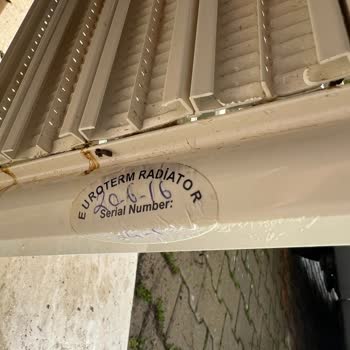 EUROTERM RADIATOR
20-6-16
Serial Number: